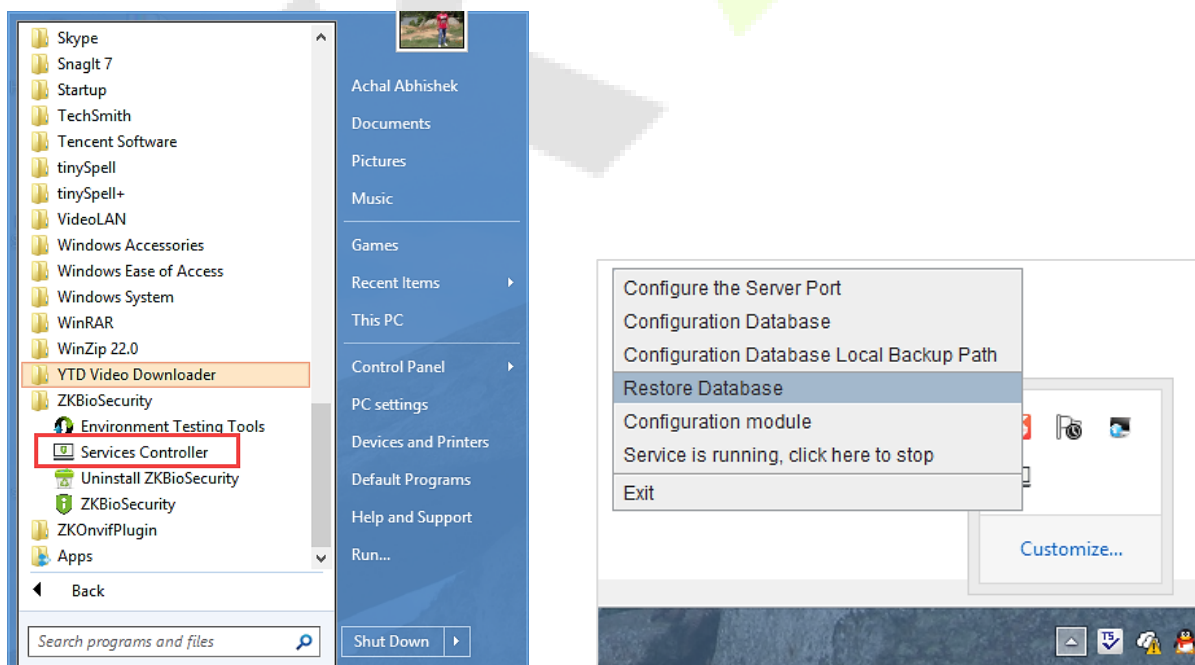 Skype
SnagIt 7
Startup
TechSmith
Tencent Software
tinySpell
tinySpell+
VideoLAN
Windows Accessories
Windows Ease of Access
Windows System
WinRAR
WinZip 22.0
YTD Video Downloader
ZKBioSecurity
Environment Testing Tools
Services Controller
Uninstall ZKBioSecurity
ZKBioSecurity
ZKOnvifPlugin
Apps
Back
Search programs and files
Achal Abhishek
Documents
Pictures
Music
Games
Recent Items
This PC
Control Panel
PC settings
Devices and Printers
Default Programs
Help and Support
Run...
Shut Down
Configure the Server Port
Configuration Database
Configuration Database Local Backup Path
Restore Database
Configuration module
Service is running, click here to stop
Exit
Customize...
TS